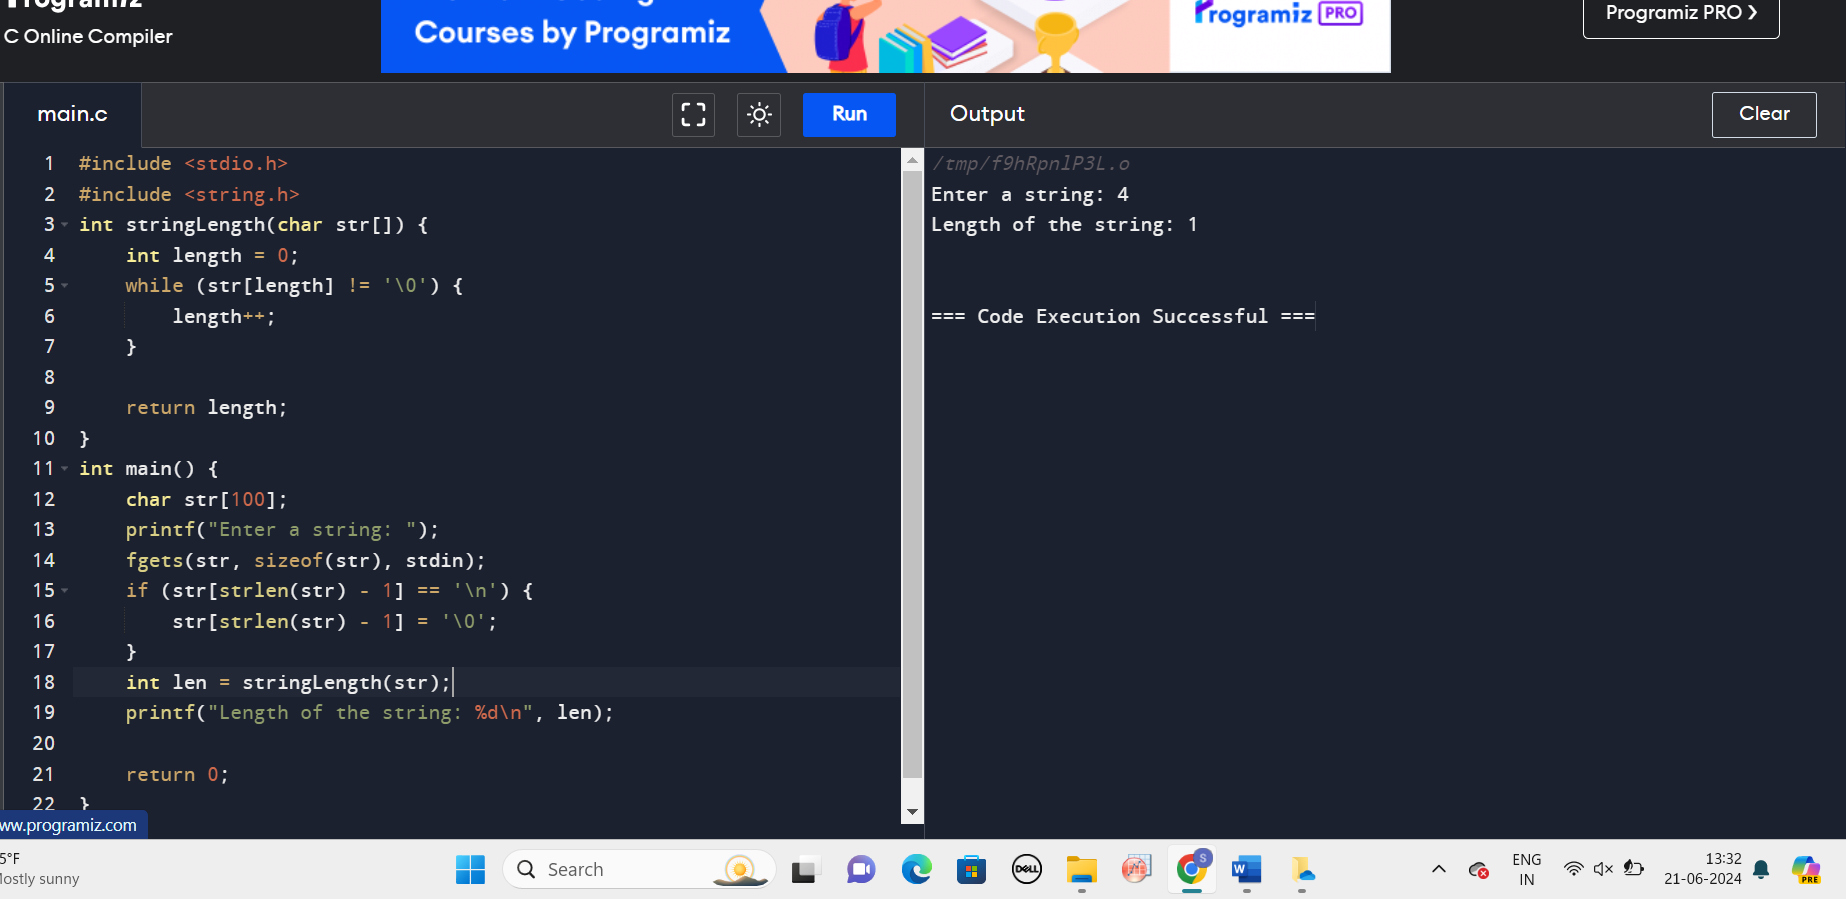 Programiz
C Online Compiler
Courses by Programiz
Programiz PRO
Programiz PRO ❯
main.c
Run
Output
Clear
1 #include <stdio.h>
2 #include <string.h>
3 int stringLength(char str[]) {
4     int length = 0;
5     while (str[length] != '\0') {
6         length++;
7     }
8
9     return length;
10 }
11 int main() {
12     char str[100];
13     printf("Enter a string: ");
14     fgets(str, sizeof(str), stdin);
15     if (str[strlen(str) - 1] == '\n') {
16         str[strlen(str) - 1] = '\0';
17     }
18     int len = stringLength(str);
19     printf("Length of the string: %d\n", len);
20
21     return 0;
22 }
/tmp/f9hRpnlP3L.o
Enter a string: 4
Length of the string: 1
=== Code Execution Successful ===
ww.programiz.com
5°F
ostly sunny
Search
DELL
S
W
ENG
IN
13:32
21-06-2024
PRE